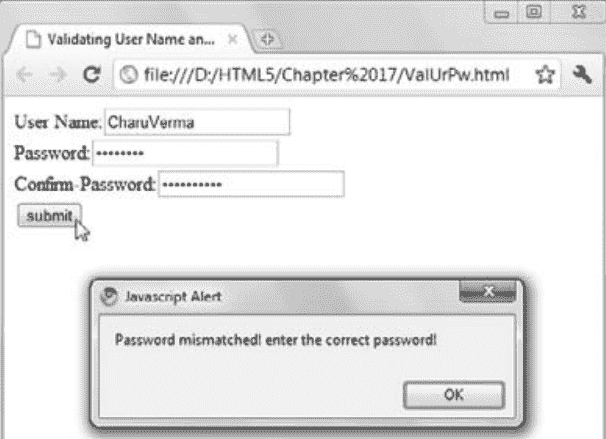 Validating User Name an...
file:///D:/HTML5/Chapter%2017/ValUrPw.html
User Name: CharuVerma
Password: ••••••••
Confirm-Password: ••••••••••
submit
Javascript Alert
Password mismatched! enter the correct password!
OK